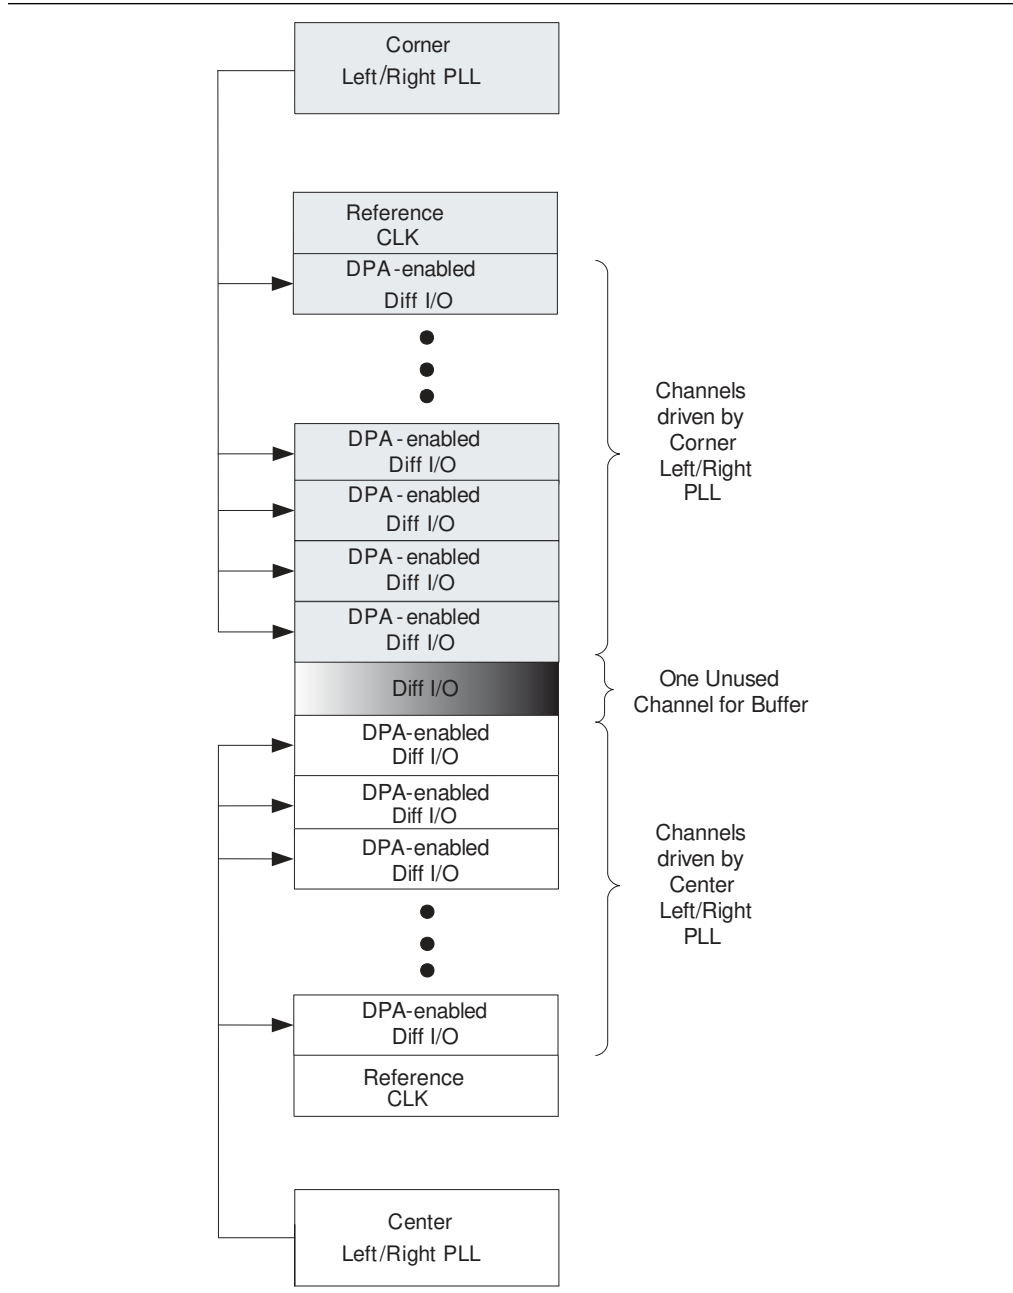 Corner
Left/Right PLL
Reference
CLK
DPA-enabled
Diff I/O
DPA-enabled
Diff I/O
DPA-enabled
Diff I/O
DPA-enabled
Diff I/O
DPA-enabled
Diff I/O
Channels
driven by
Corner
Left/Right
PLL
Diff I/O
One Unused
Channel for Buffer
DPA-enabled
Diff I/O
DPA-enabled
Diff I/O
DPA-enabled
Diff I/O
DPA-enabled
Diff I/O
Channels
driven by
Center
Left/Right
PLL
Reference
CLK
Center
Left/Right PLL